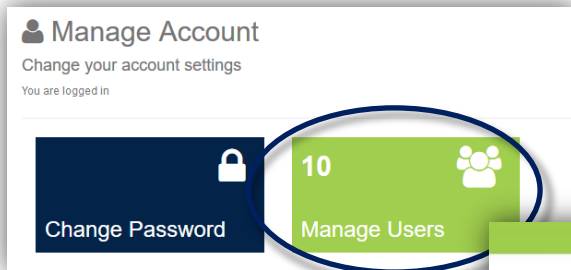 Manage Account
Change your account settings
You are logged in
10
Change Password
Manage Users